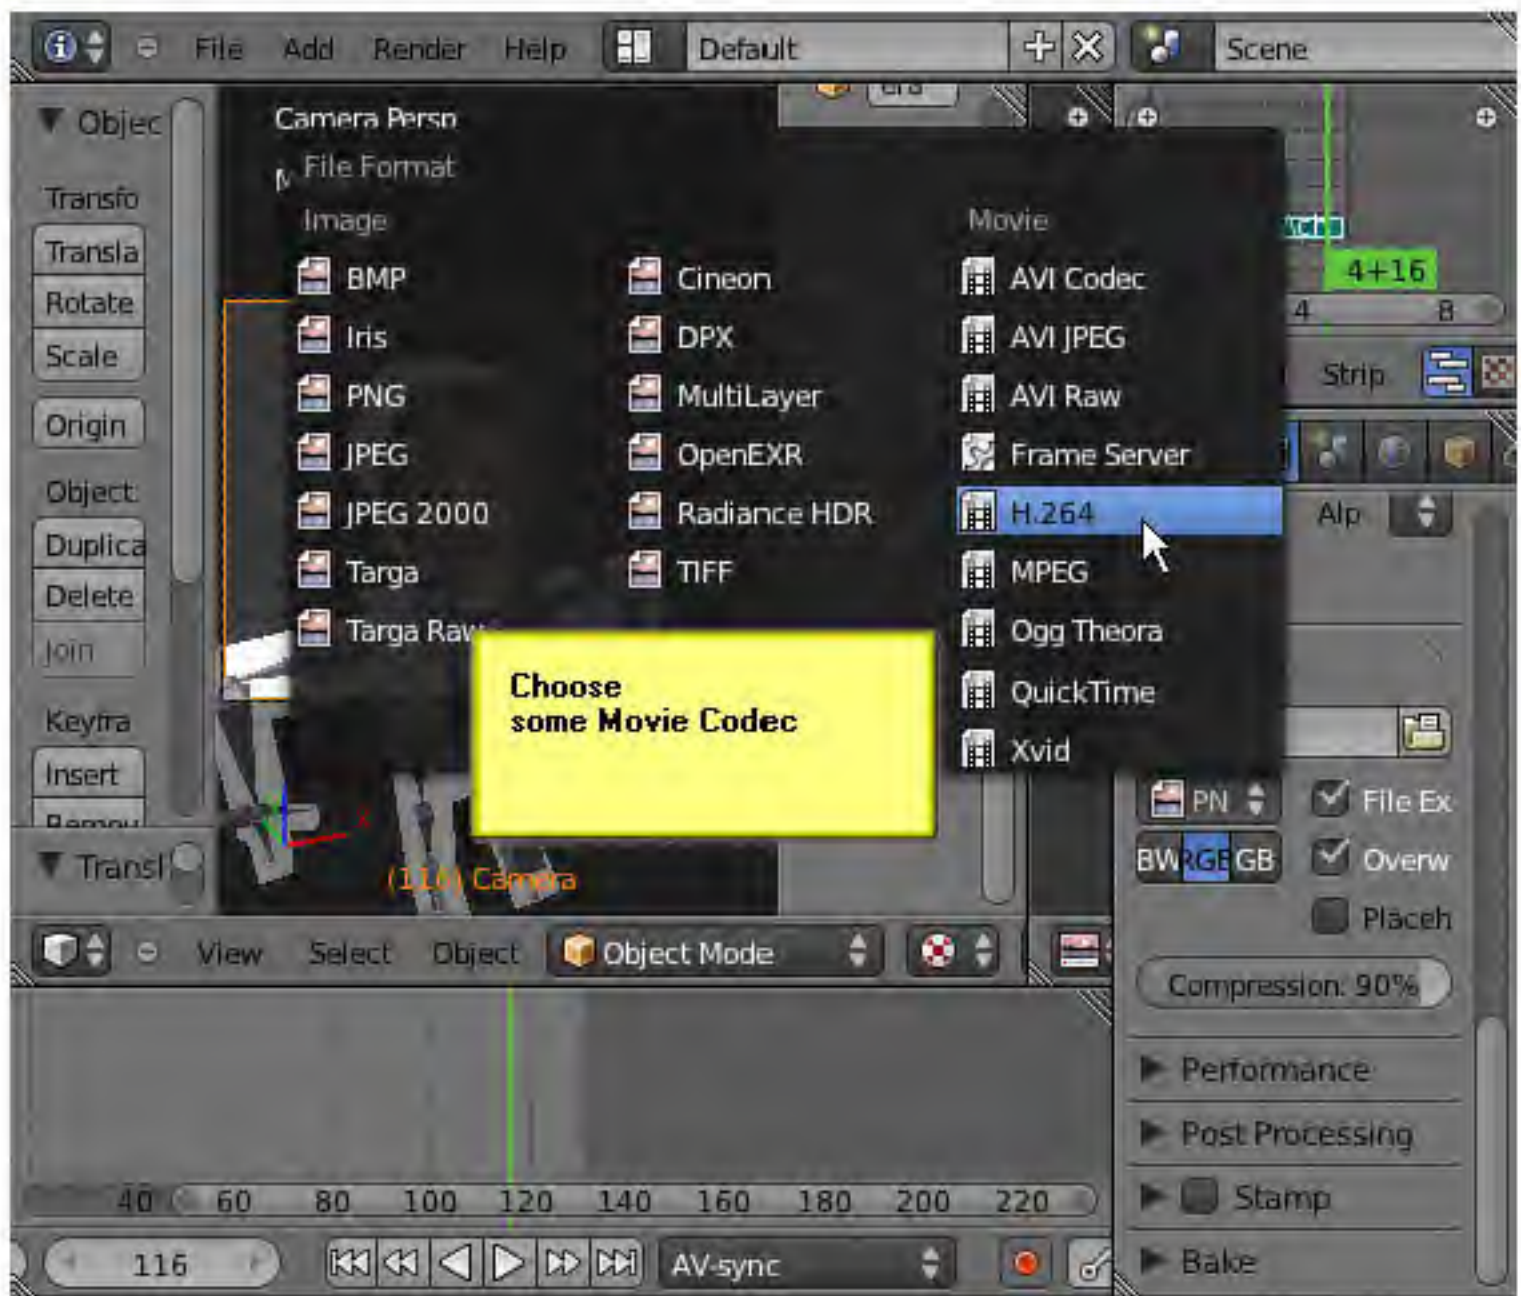 File Add Render Help Default Scene
Objec
Camera Persp
File Format
Transfo
Image
Movie
Transla
BMP
Cineon
AVI Codec
4+16
Rotate
Iris
DPX
AVI JPEG
4 8
Scale
PNG
MultiLayer
AVI Raw
Strip
Origin
JPEG
OpenEXR
Frame Server
Object:
JPEG 2000
Radiance HDR
H.264
Alp
Duplica
Targa
TIFF
MPEG
Delete
Targa Raw
Ogg Theora
Join
Choose
some Movie Codec
QuickTime
Keyfra
Xvid
Insert
PN File Ex
Remov
BW RGB GB Overw
Transl
(116) Camera
Placeh
View Select Object Object Mode
Compression: 90%
Performance
Post Processing
40 60 80 100 120 140 160 180 200 220
Stamp
116 AV-sync
Bake